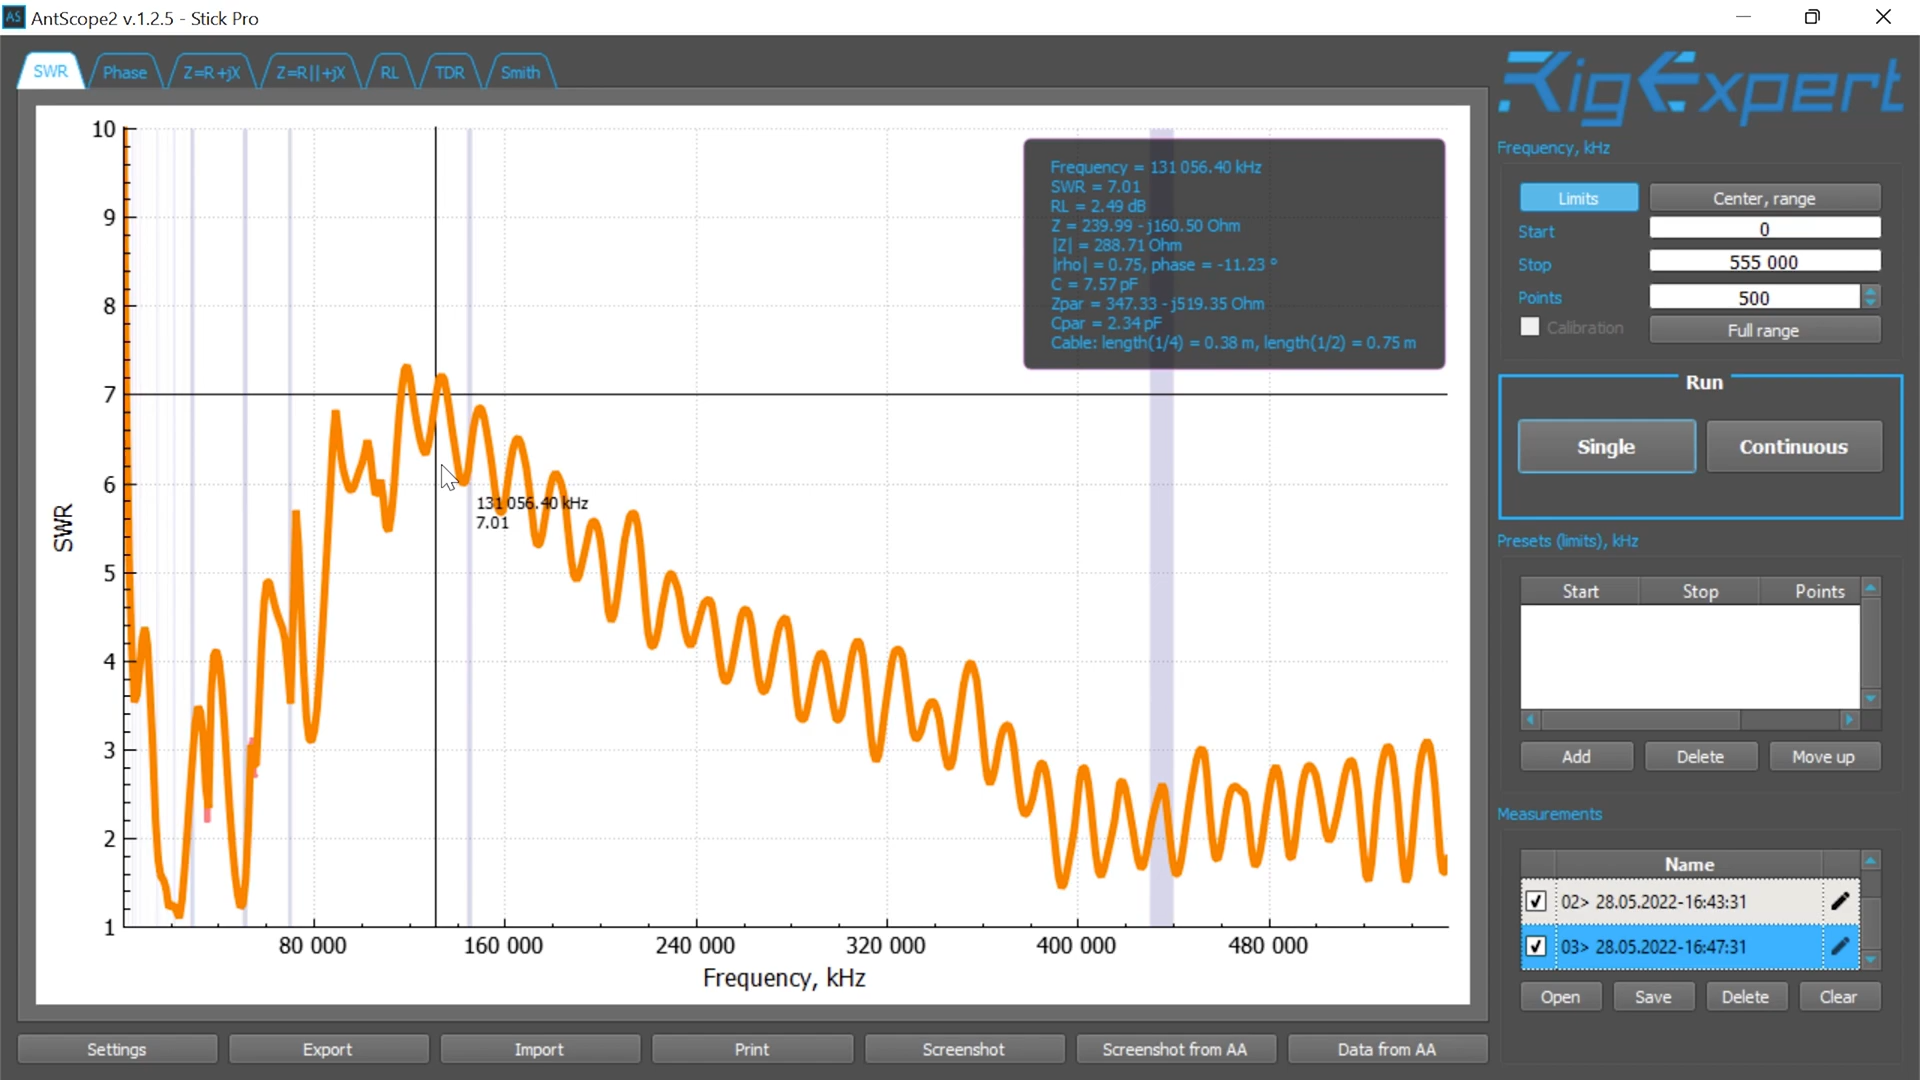 AS AntScope2 v.1.2.5 - Stick Pro
SWR
Phase
Z=R+jX
Z=R||+jX
RL
TDR
Smith
RigExpert
10
9
8
7
6
5
4
3
2
1
SWR
80 000
160 000
240 000
320 000
400 000
480 000
Frequency, kHz
131 056.40 kHz
7.01
Frequency = 131 056.40 kHz
SWR = 7.01
RL = 2.49 dB
Z = 239.99 - j160.50 Ohm
|Z| = 288.71 Ohm
|rho| = 0.75, phase = -11.23 °
C = 7.57 pF
Zpar = 347.33 - j519.35 Ohm
Cpar = 2.34 pF
Cable: length(1/4) = 0.38 m, length(1/2) = 0.75 m
Frequency, kHz
Limits
Center, range
Start
0
Stop
555 000
Points
500
Calibration
Full range
Run
Single
Continuous
Presets (limits), kHz
Start
Stop
Points
Add
Delete
Move up
Measurements
Name
02> 28.05.2022-16:43:31
03> 28.05.2022-16:47:31
Open
Save
Delete
Clear
Settings
Export
Import
Print
Screenshot
Screenshot from AA
Data from AA